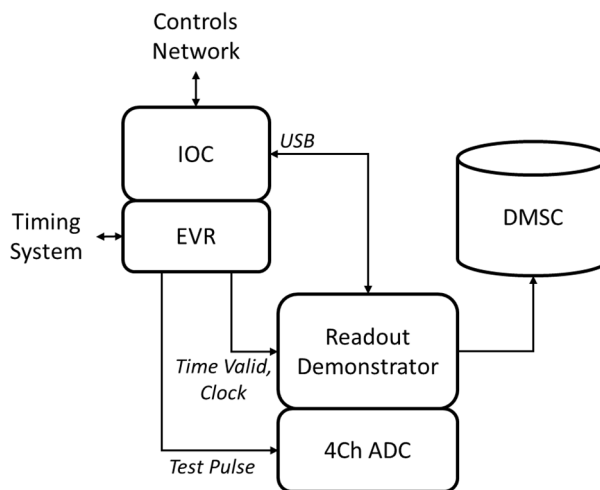 Controls
Network
IOC
USB
Timing
System
EVR
DMSC
Readout
Demonstrator
Time Valid,
Clock
4Ch ADC
Test Pulse